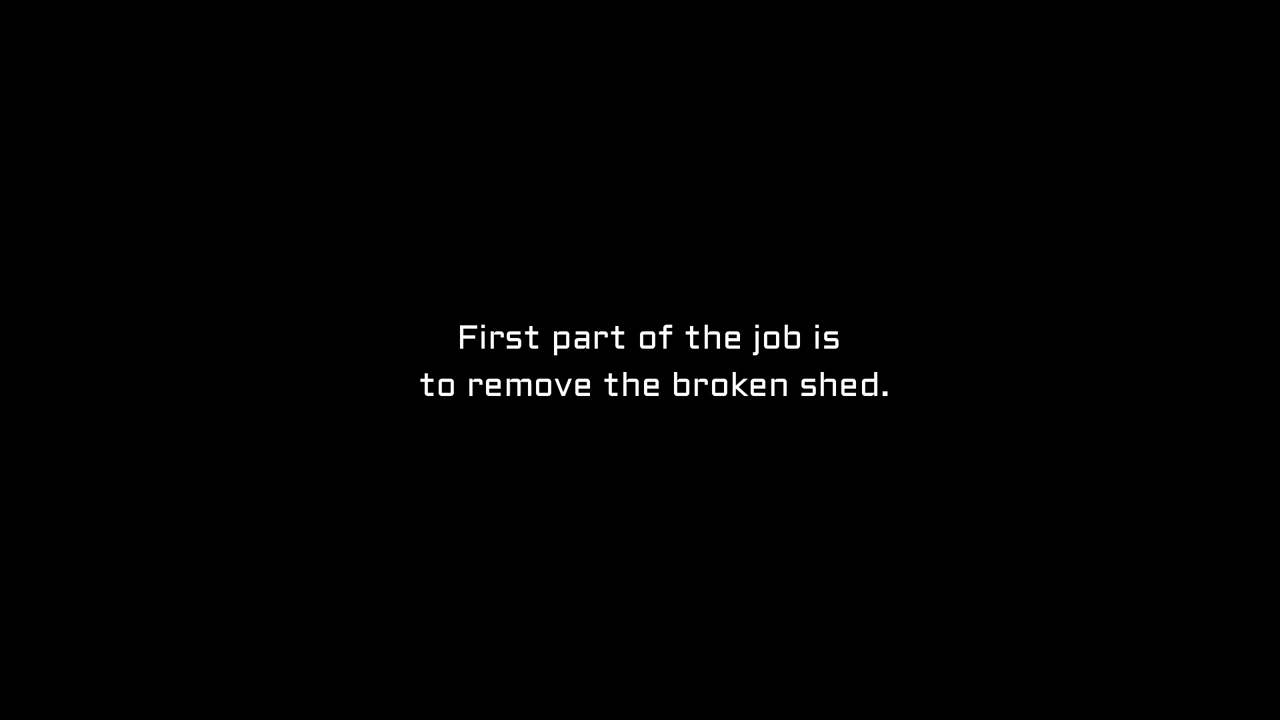 First part of the job is
to remove the broken shed.